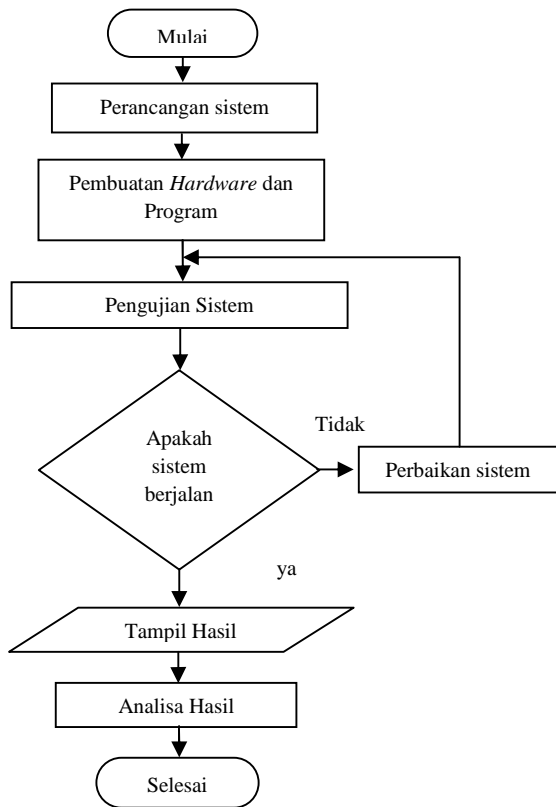 Mulai
Perancangan sistem
Pembuatan Hardware dan
Program
Pengujian Sistem
Apakah
sistem
berjalan
Tidak
Perbaikan sistem
ya
Tampil Hasil
Analisa Hasil
Selesai